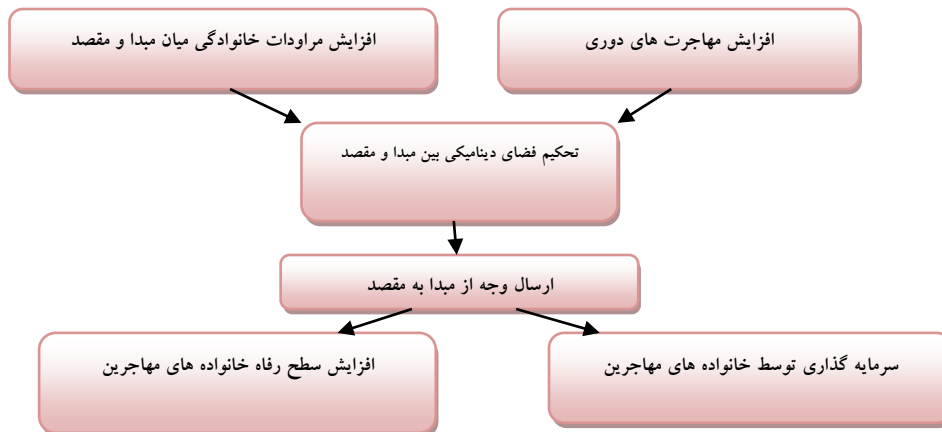 افزایش مهاجرت های دوری
افزایش مراودات خانوادگی میان مبدا و مقصد
تحکیم فضای دینامیکی بین مبدا و مقصد
ارسال وجه از مبدا به مقصد
سرمایه گذاری توسط خانواده های مهاجرین
افزایش سطح رفاه خانواده های مهاجرین